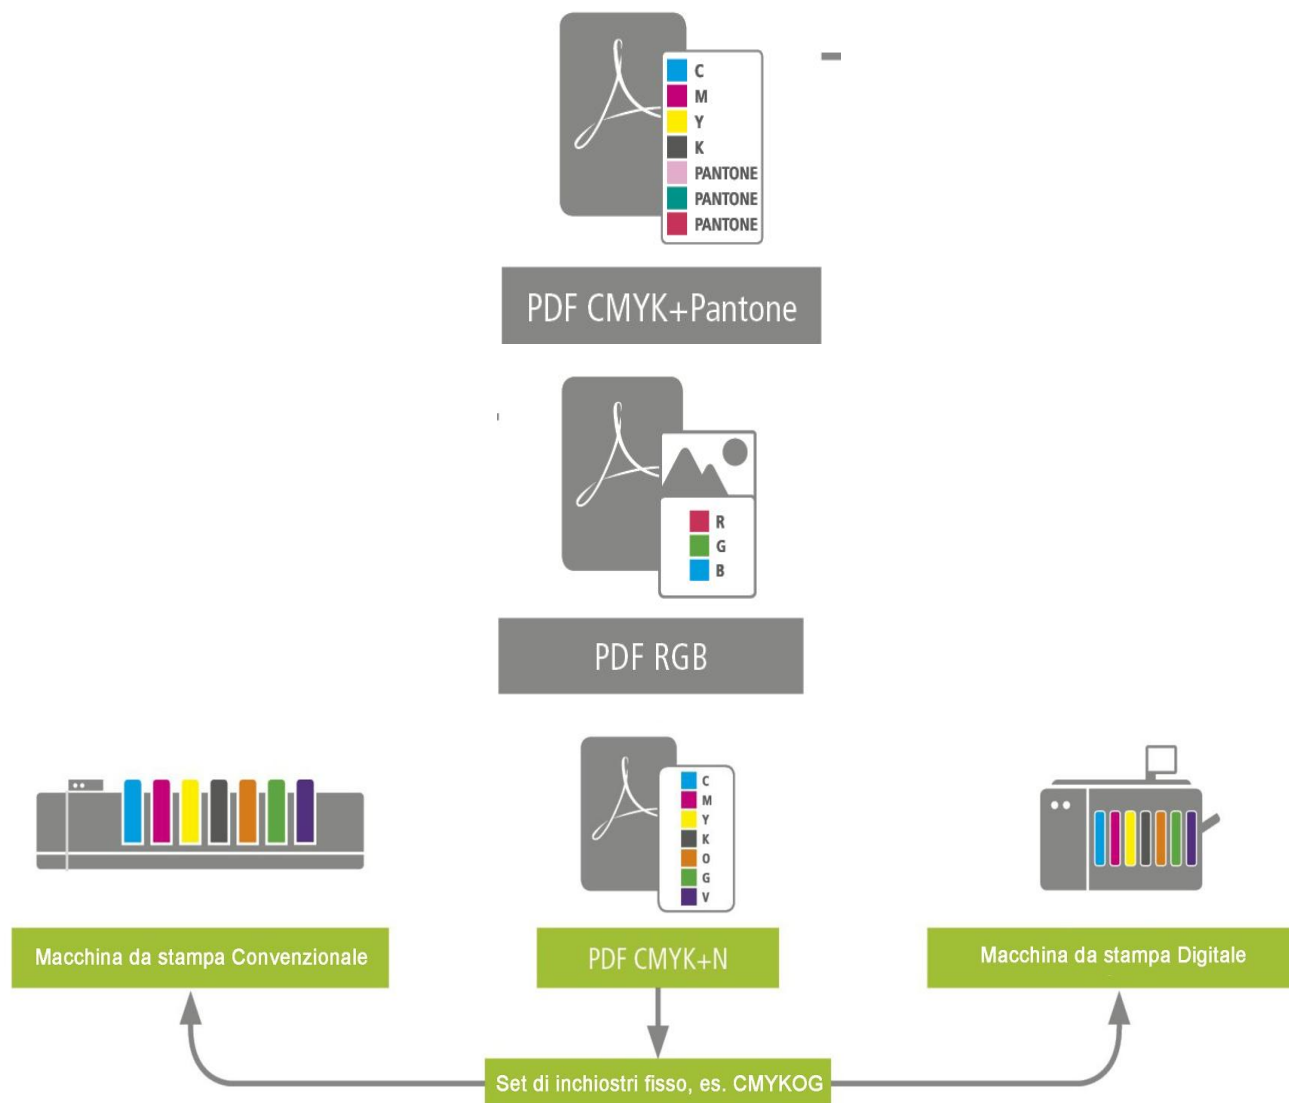 C
M
Y
K
PANTONE
PANTONE
PANTONE
PDF CMYK+Pantone
R
G
B
PDF RGB
C
M
Y
K
O
G
V
Macchina da stampa Convenzionale
PDF CMYK+N
Macchina da stampa Digitale
Set di inchiostri fisso, es. CMYKOG